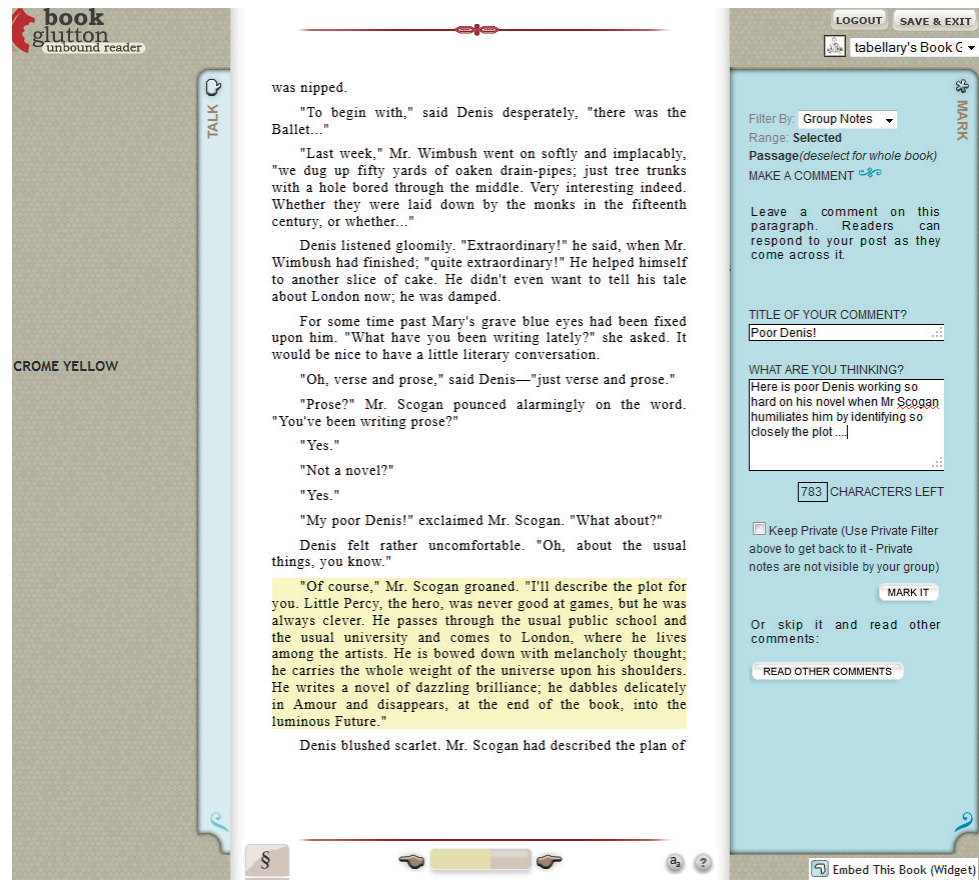 book
glutton
unbound reader
LOGOUT
SAVE & EXIT
tabellary's Book G
TALK
CROME YELLOW
was nipped.
"To begin with," said Denis desperately, "there was the
Ballet..."
"Last week," Mr. Wimbush went on softly and implacably,
"we dug up fifty yards of oaken drain-pipes; just tree trunks
with a hole bored through the middle. Very interesting indeed.
Whether they were laid down by the monks in the fifteenth
century, or whether..."
Denis listened gloomily. "Extraordinary!" he said, when Mr.
Wimbush had finished; "quite extraordinary!" He helped himself
to another slice of cake. He didn't even want to tell his tale
about London now; he was damped.
For some time past Mary's grave blue eyes had been fixed
upon him. "What have you been writing lately?" she asked. It
would be nice to have a little literary conversation.
"Oh, verse and prose," said Denis—"just verse and prose."
"Prose?" Mr. Scogan pounced alarmingly on the word.
"You've been writing prose?"
"Yes."
"Not a novel?"
"Yes."
"My poor Denis!" exclaimed Mr. Scogan. "What about?"
Denis felt rather uncomfortable. "Oh, about the usual
things, you know."
"Of course," Mr. Scogan groaned. "I'll describe the plot for
you. Little Percy, the hero, was never good at games, but he was
always clever. He passes through the usual public school and
the usual university and comes to London, where he lives
among the artists. He is bowed down with melancholy thought;
he carries the whole weight of the universe upon his shoulders.
He writes a novel of dazzling brilliance; he dabbles delicately
in Amour and disappears, at the end of the book, into the
luminous Future."
Denis blushed scarlet. Mr. Scogan had described the plan of
§
a a
?
MARK
Filter By: Group Notes
Range: Selected
Passage(deselect for whole book)
MAKE A COMMENT
Leave a comment on this
paragraph. Readers can
respond to your post as they
come across it.
TITLE OF YOUR COMMENT?
Poor Denis!
WHAT ARE YOU THINKING?
Here is poor Denis working so
hard on his novel when Mr Scogan
humiliates him by identifying so
closely the plot ....
783 CHARACTERS LEFT
Keep Private (Use Private Filter
above to get back to it - Private
notes are not visible by your group)
MARK IT
Or skip it and read other
comments:
READ OTHER COMMENTS
Embed This Book (Widget)